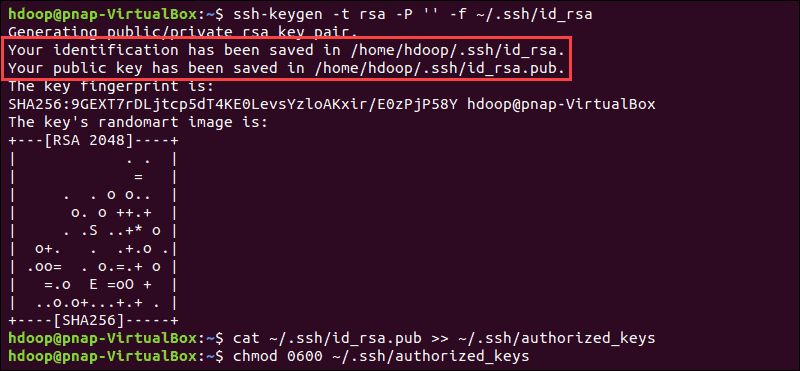 hdoop@pnap-VirtualBox:~$ ssh-keygen -t rsa -P '' -f ~/.ssh/id_rsa
Generating public/private rsa key pair.
Your identification has been saved in /home/hdoop/.ssh/id_rsa.
Your public key has been saved in /home/hdoop/.ssh/id_rsa.pub.
The key fingerprint is:
SHA256:9GEXT7rDLjtcp5dT4KE0LevsYzloAKxir/E0zPjP58Y hdoop@pnap-VirtualBox
The key's randomart image is:
+---[RSA 2048]----+
|             . . |
|              =  |
|     .  . o o..  |
|      o. o ++.+  |
|     . .S ..+* o |
|  o+.   .  .+.o .|
| .oo=  . o.=.+ o |
|   =.o  E =oO +  |
|  ..o.o+...+.+ . |
+----[SHA256]-----+
hdoop@pnap-VirtualBox:~$ cat ~/.ssh/id_rsa.pub >> ~/.ssh/authorized_keys
hdoop@pnap-VirtualBox:~$ chmod 0600 ~/.ssh/authorized_keys